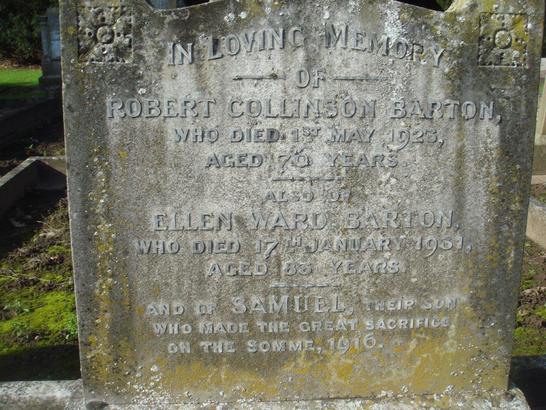 IN LOVING MEMORY
OF
ROBERT COLLINSON BARTON,
WHO DIED 1ST MAY 1923,
AGED 70 YEARS.
ALSO OF
ELLEN WARD BARTON,
WHO DIED 17TH JANUARY 1931,
AGED 83 YEARS
AND OF SAMUEL, THEIR SON
WHO MADE THE GREAT SACRIFICE
ON THE SOMME, 1916.